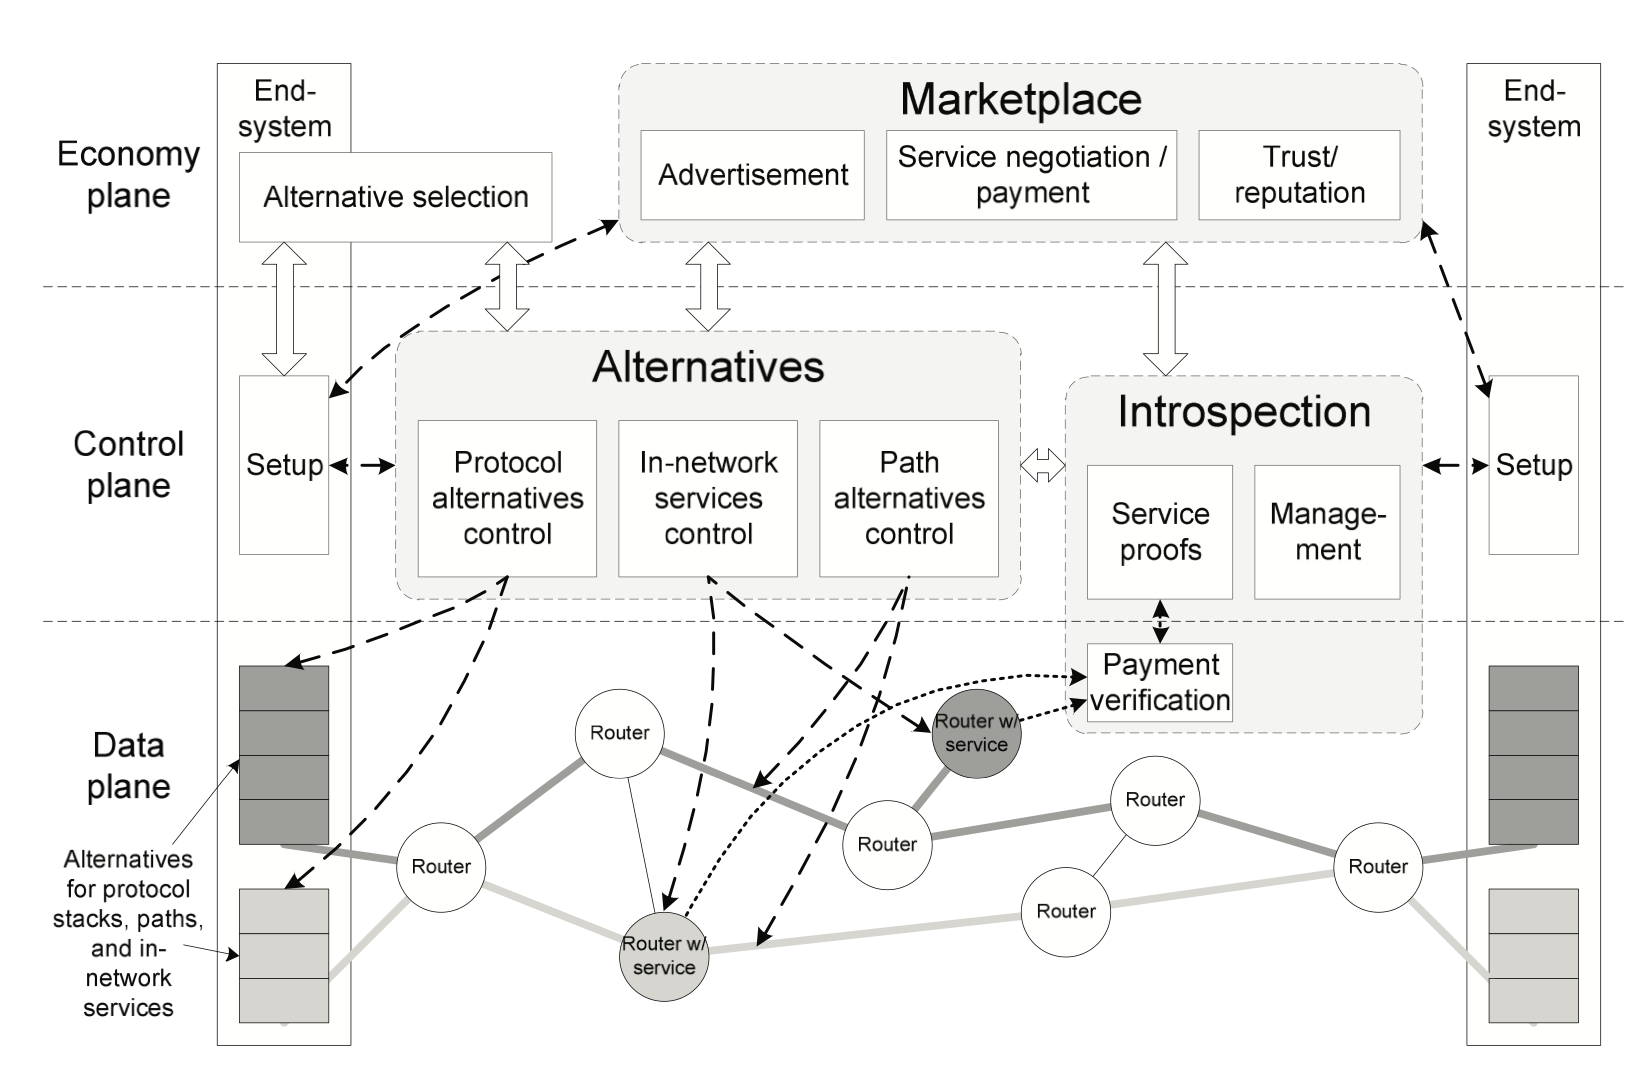 End-
system
Marketplace
End-
system
Economy
plane
Alternative selection
Advertisement
Service negotiation /
payment
Trust/
reputation
Control
plane
Setup
Alternatives
Protocol
alternatives
control
In-network
services
control
Path
alternatives
control
Introspection
Service
proofs
Manage-
ment
Setup
Payment
verification
Data
plane
Router
Router w/
service
Router
Router
Router
Router
Router
Router w/
service
Alternatives
for protocol
stacks, paths,
and in-
network
services